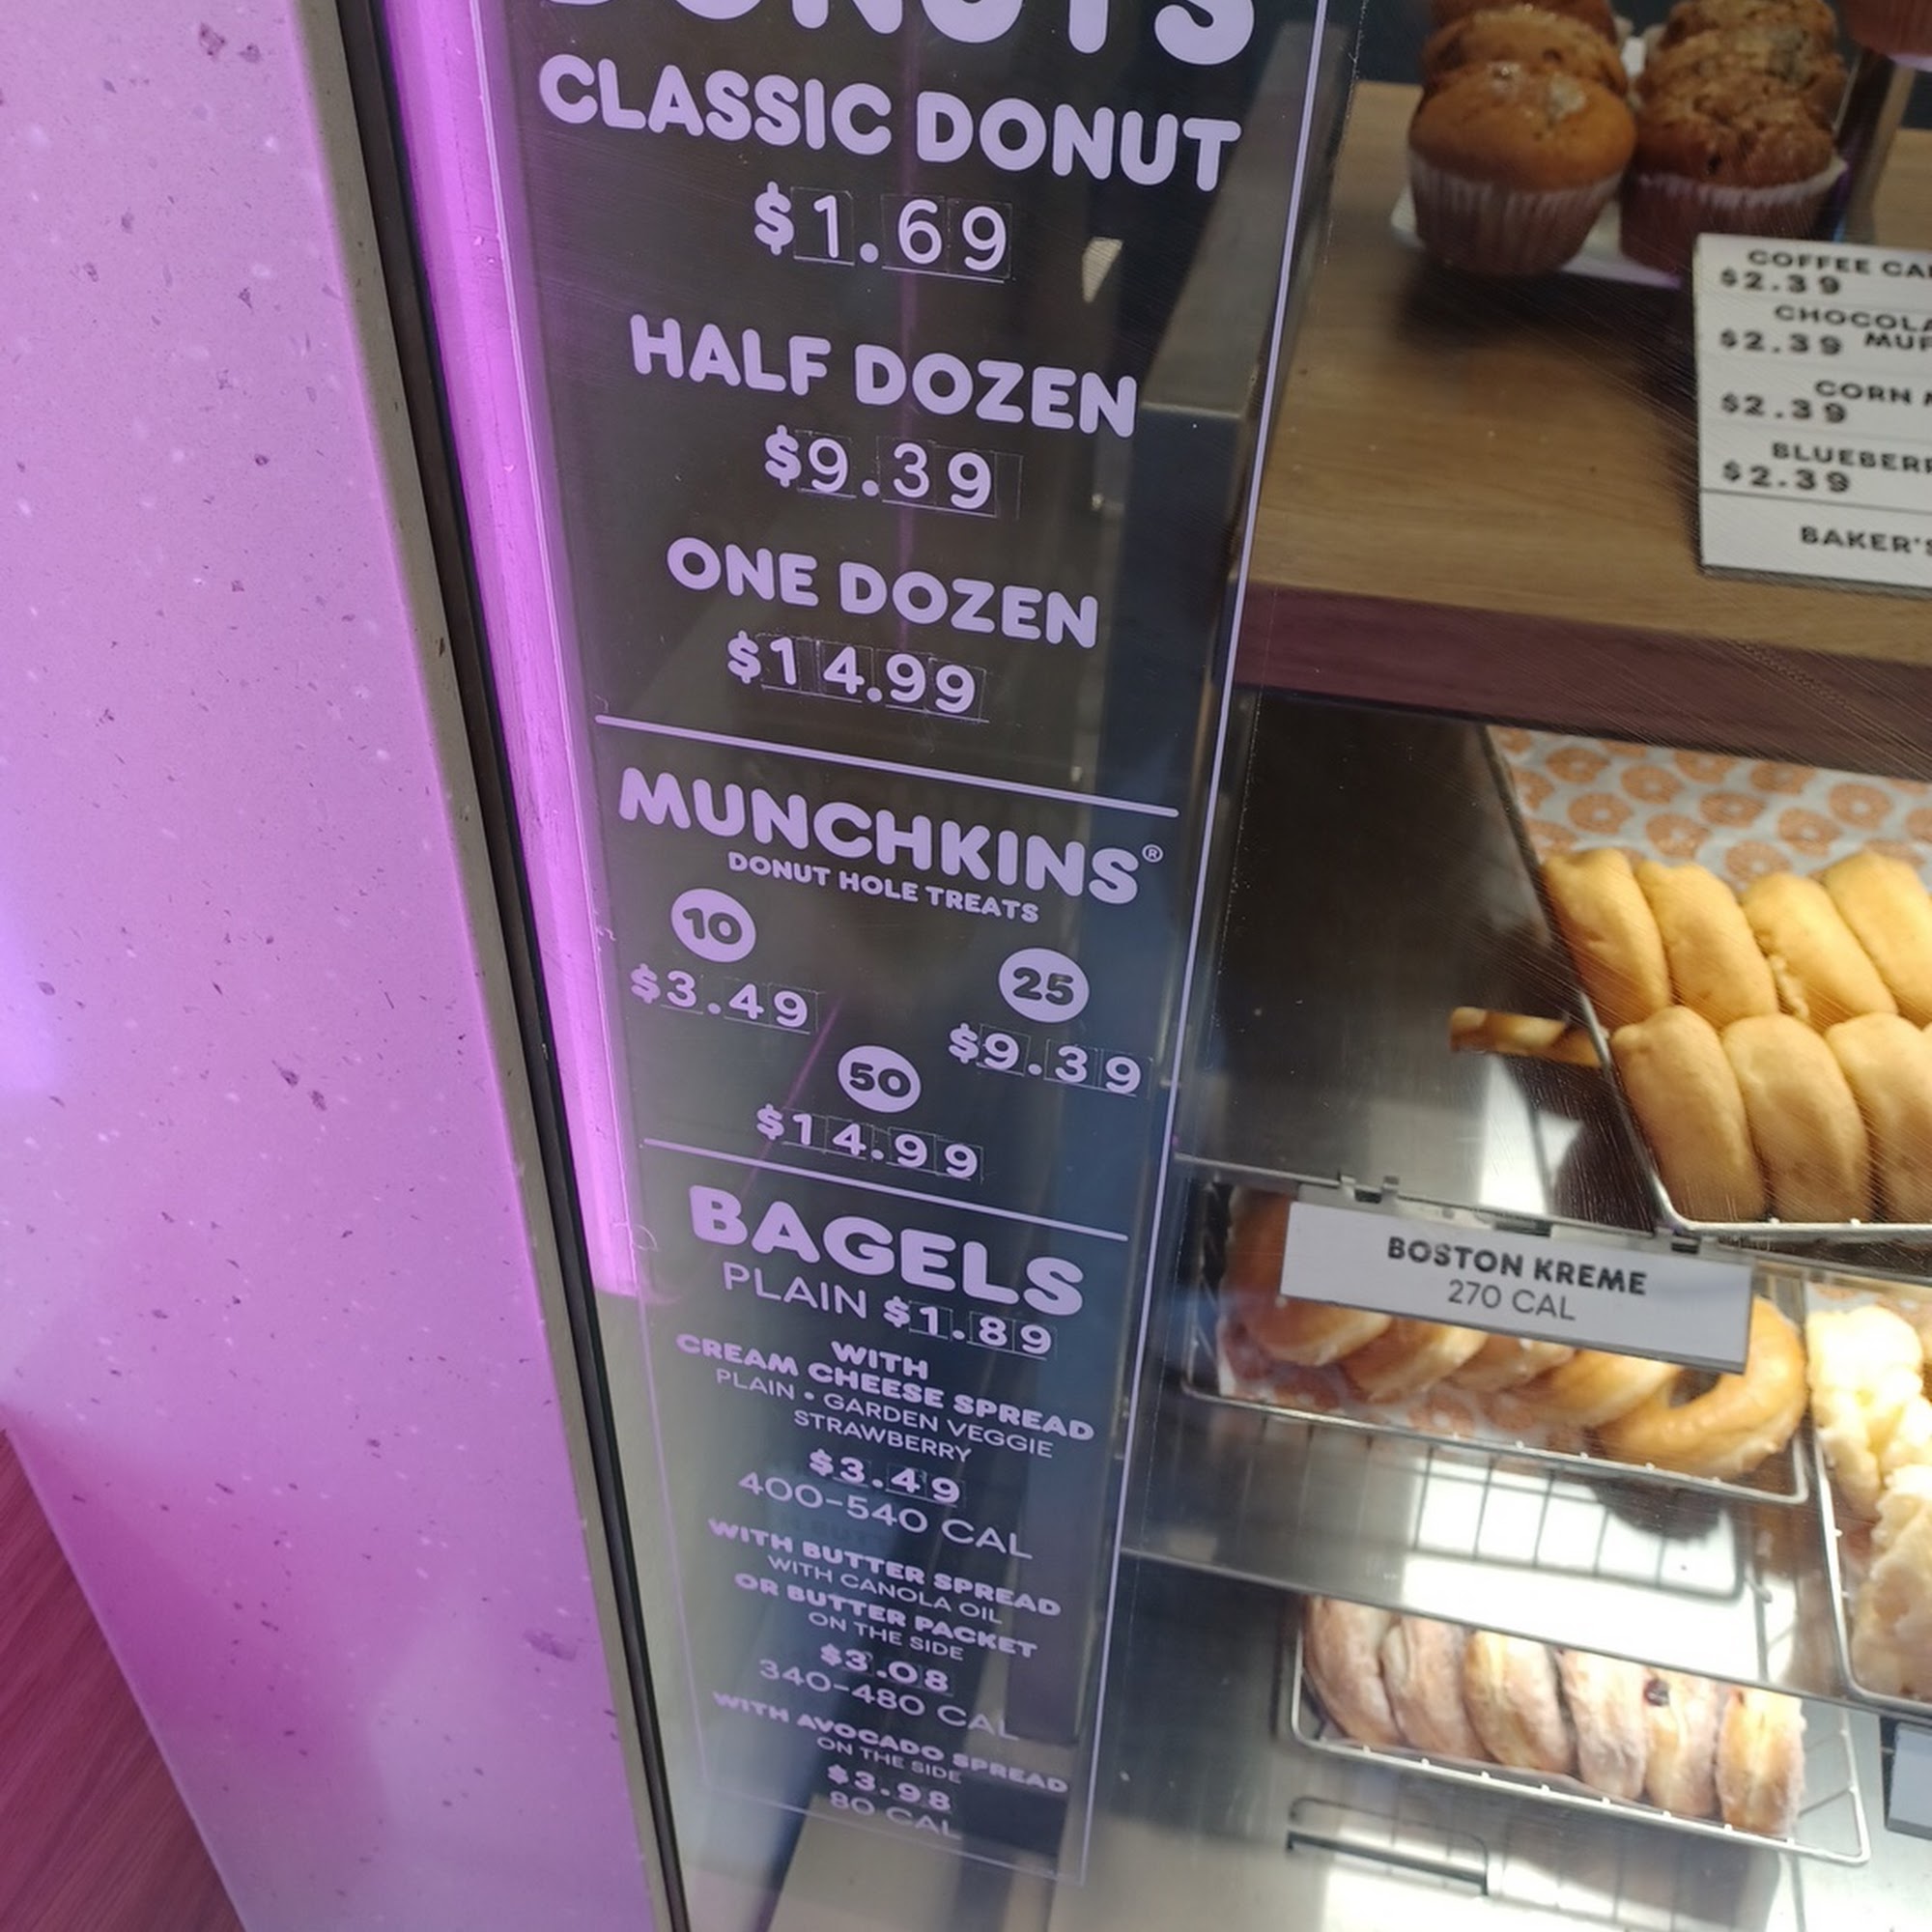 DONUTS
CLASSIC DONUT
$1.69
HALF DOZEN
$9.39
ONE DOZEN
$14.99
MUNCHKINS®
DONUT HOLE TREATS
10
$3.49
25
$9.39
50
$14.99
BAGELS
PLAIN $1.89
WITH
CREAM CHEESE SPREAD
PLAIN • GARDEN VEGGIE
STRAWBERRY
$3.49
400-540 CAL
WITH BUTTER SPREAD
WITH CANOLA OIL
OR BUTTER PACKET
ON THE SIDE
$3.08
340-480 CAL
WITH AVOCADO SPREAD
ON THE SIDE
$3.98
80 CAL
COFFEE
$2.39
$2.39
CORN
$2.39
$2.39
BAKER'S
BOSTON KREME
270 CAL